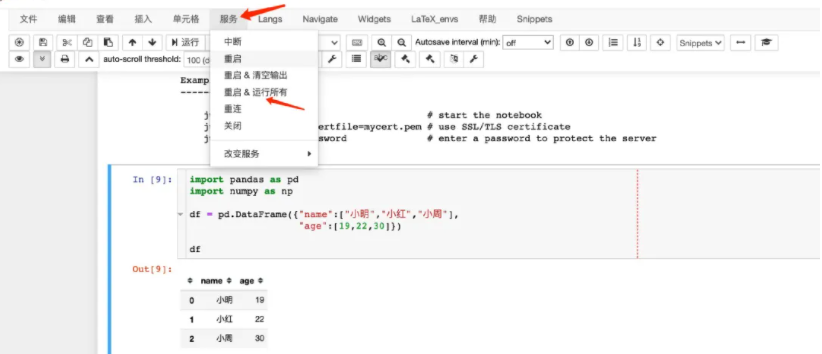 文件 编辑 查看 插入 单元格 服务 Langs Navigate Widgets LaTeX_envs 帮助 Snippets
运行 Autosave interval (min): off Snippets
auto-scroll threshold: 100 (d
中断
重启
重启 & 清空输出
重启 & 运行所有
重连
关闭
改变服务
Examp
----
j # start the notebook
j ertfile=mycert.pem # use SSL/TLS certificate
j sword # enter a password to protect the server
In [9]: import pandas as pd
import numpy as np
df = pd.DataFrame({"name":["小明","小红","小周"],
"age":[19,22,30]})
df
Out[9]:
name age
0 小明 19
1 小红 22
2 小周 30